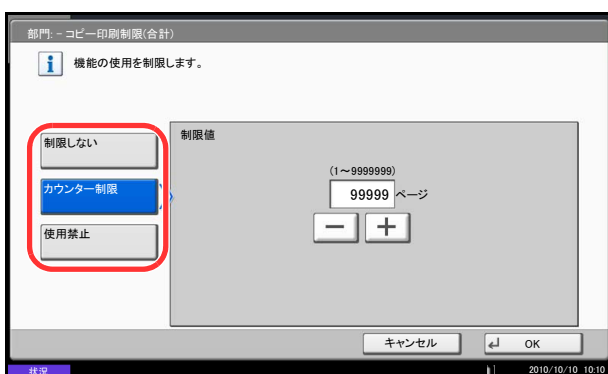 部門: - コピー印刷制限(合計)
機能の使用を制限します。
制限しない
カウンター制限
使用禁止
制限値
(1～9999999)
99999 ページ
キャンセル
OK
状況
2010/10/10 10:10